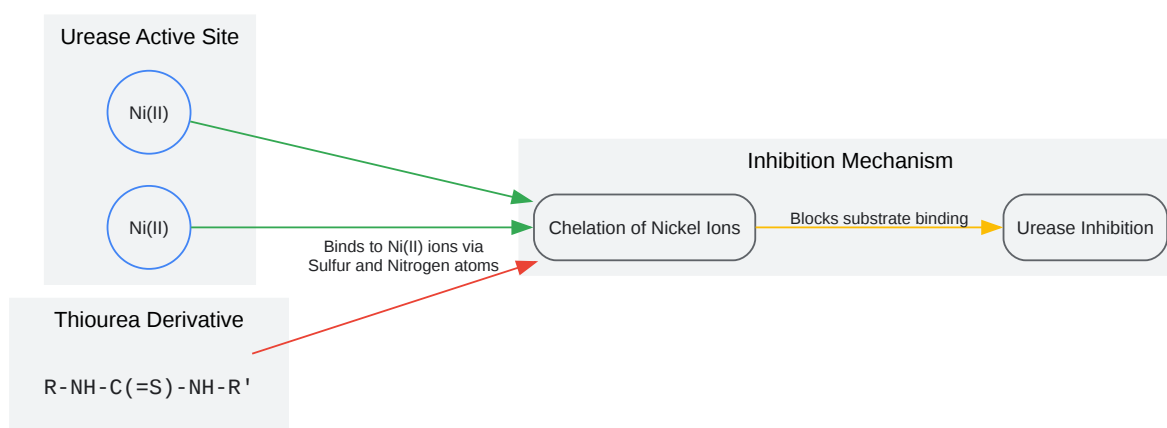 Urease Active Site
Ni(II)
Ni(II)
Thiourea Derivative
R-NH-C(=S)-NH-R'
Binds to Ni(II) ions via
Sulfur and Nitrogen atoms
Inhibition Mechanism
Chelation of Nickel Ions
Blocks substrate binding
Urease Inhibition